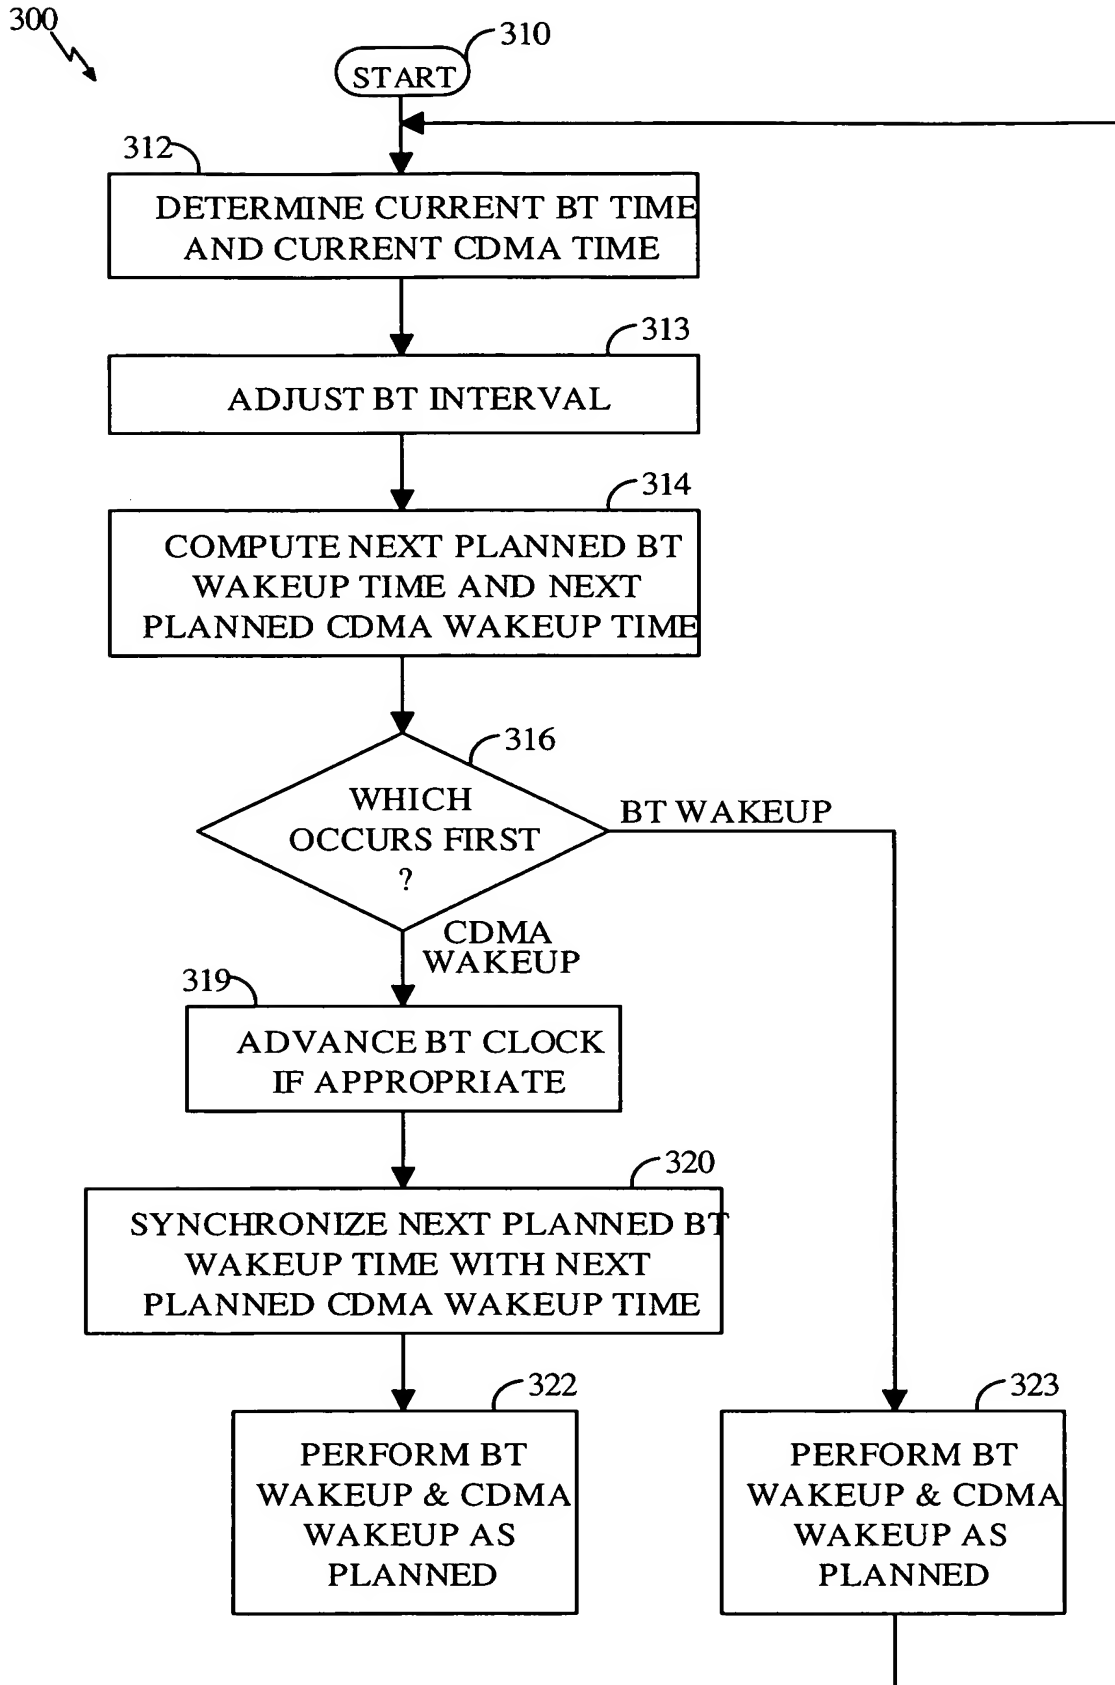 300
310
START
312
DETERMINE CURRENT BT TIME
AND CURRENT CDMA TIME
313
ADJUST BT INTERVAL
314
COMPUTE NEXT PLANNED BT
WAKEUP TIME AND NEXT
PLANNED CDMA WAKEUP TIME
316
WHICH
OCCURS FIRST
?
BT WAKEUP
CDMA
WAKEUP
319
ADVANCE BT CLOCK
IF APPROPRIATE
320
SYNCHRONIZE NEXT PLANNED BT
WAKEUP TIME WITH NEXT
PLANNED CDMA WAKEUP TIME
322
PERFORM BT
WAKEUP & CDMA
WAKEUP AS
PLANNED
323
PERFORM BT
WAKEUP & CDMA
WAKEUP AS
PLANNED